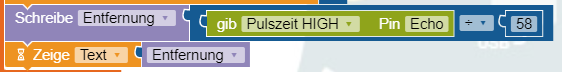 Schreibe Entfernung gib Pulszeit HIGH Pin Echo ÷ 58
Zeige Text Entfernung